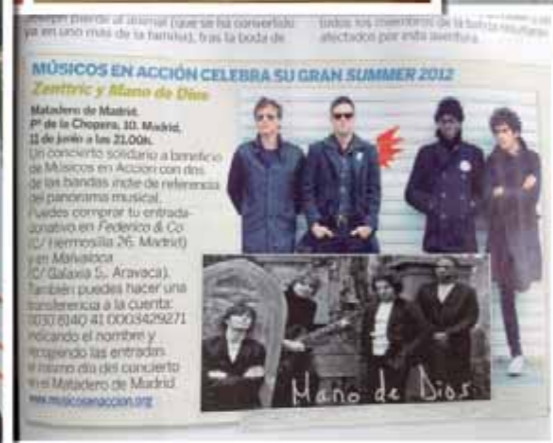 Joseph pierde al animal (que se ha convertido
ya en uno más de la familia), tras la boda de
todos los miembros de la banda resultarán
afectados por esta aventura.
MÚSICOS EN ACCIÓN CELEBRA SU GRAN SUMMER 2012
Zenttric y Mano de Dios
Matadero de Madrid.
Pº de la Chopera, 10. Madrid.
11 de junio a las 21.00h.
Un concierto solidario a beneficio
de Músicos en Acción con dos
de las bandas indie de referencia
del panorama musical.
Puedes comprar tu entrada-
donativo en Federico & Co
(C/ Hermosilla 26. Madrid)
y en Malvaloca
(C/ Galaxia 5,. Aravaca).
También puedes hacer una
transferencia a la cuenta:
0030 8140 41 0003429271
indicando el nombre y
recogiendo las entradas
el mismo día del concierto
en el Matadero de Madrid
www.musicosenaccion.org
Mano de Dios